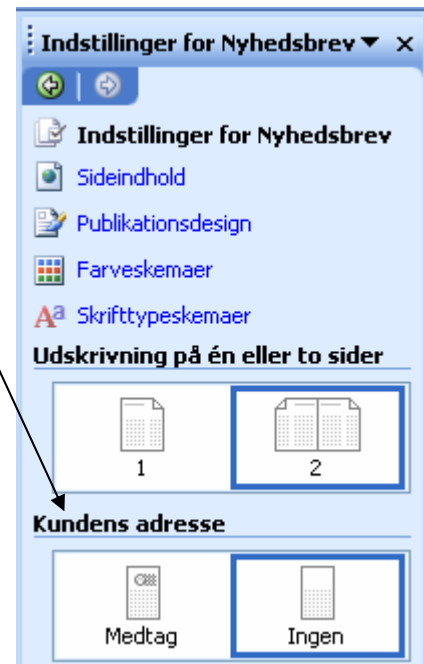 Indstillinger for Nyhedsbrev
Indstillinger for Nyhedsbrev
Sideindhold
Publikationsdesign
Farveskemaer
Aa Skrifttypeskemaer
Udskrivning på én eller to sider
1 2
Kundens adresse
Medtag Ingen